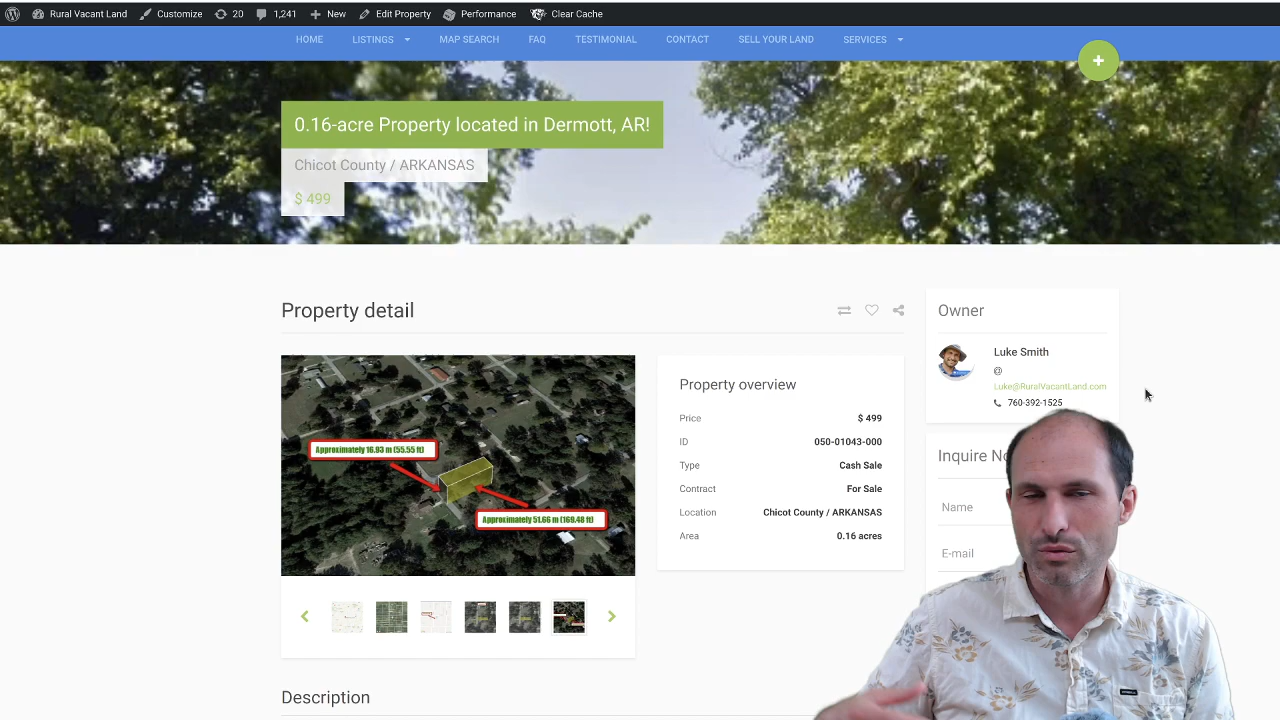 Rural Vacant Land Customize 20 1,241 New Edit Property Performance Clear Cache
HOME LISTINGS MAP SEARCH FAQ TESTIMONIAL CONTACT SELL YOUR LAND SERVICES
+
0.16-acre Property located in Dermott, AR!
Chicot County / ARKANSAS
$ 499
Property detail
Approximately 16.93 m (55.55 ft)
Approximately 51.66 m (169.48 ft)
Property overview
Price $ 499
ID 050-01043-000
Type Cash Sale
Contract For Sale
Location Chicot County / ARKANSAS
Area 0.16 acres
Owner
Luke Smith
@
Luke@RuralVacantLand.com
760-392-1525
Inquire No
Name
E-mail
Description